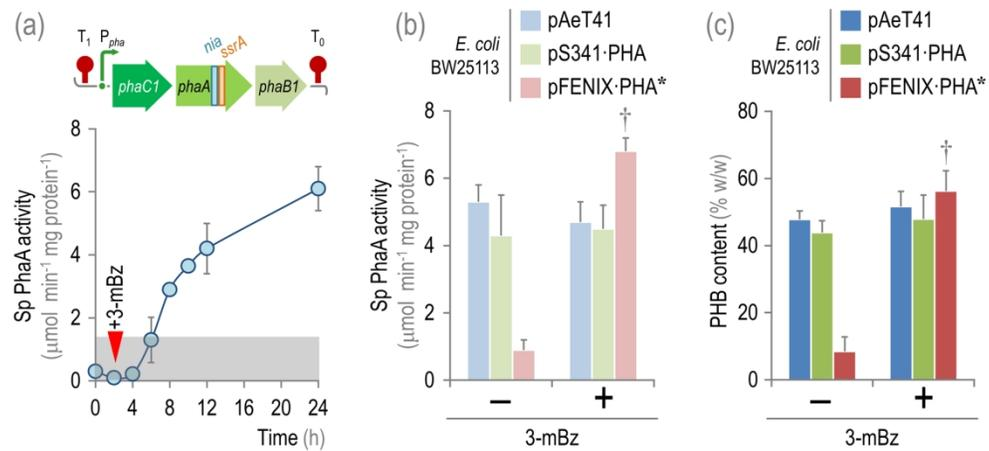 (a)
T1 Ppha
nia
ssrA
T0
phaC1
phaA
phaB1
Sp PhaA activity
(μmol min-1 mg protein-1)
8
6
4
2
0
+3-mBz
0 4 8 12 16 20 24
Time (h)
(b)
E. coli
BW25113
pAeT41
pS341·PHA
pFENIX·PHA*
Sp PhaA activity
(μmol min-1 mg protein-1)
8
6
4
2
0
†
− +
3-mBz
(c)
E. coli
BW25113
pAeT41
pS341·PHA
pFENIX·PHA*
PHB content (% w/w)
80
60
40
20
0
†
− +
3-mBz